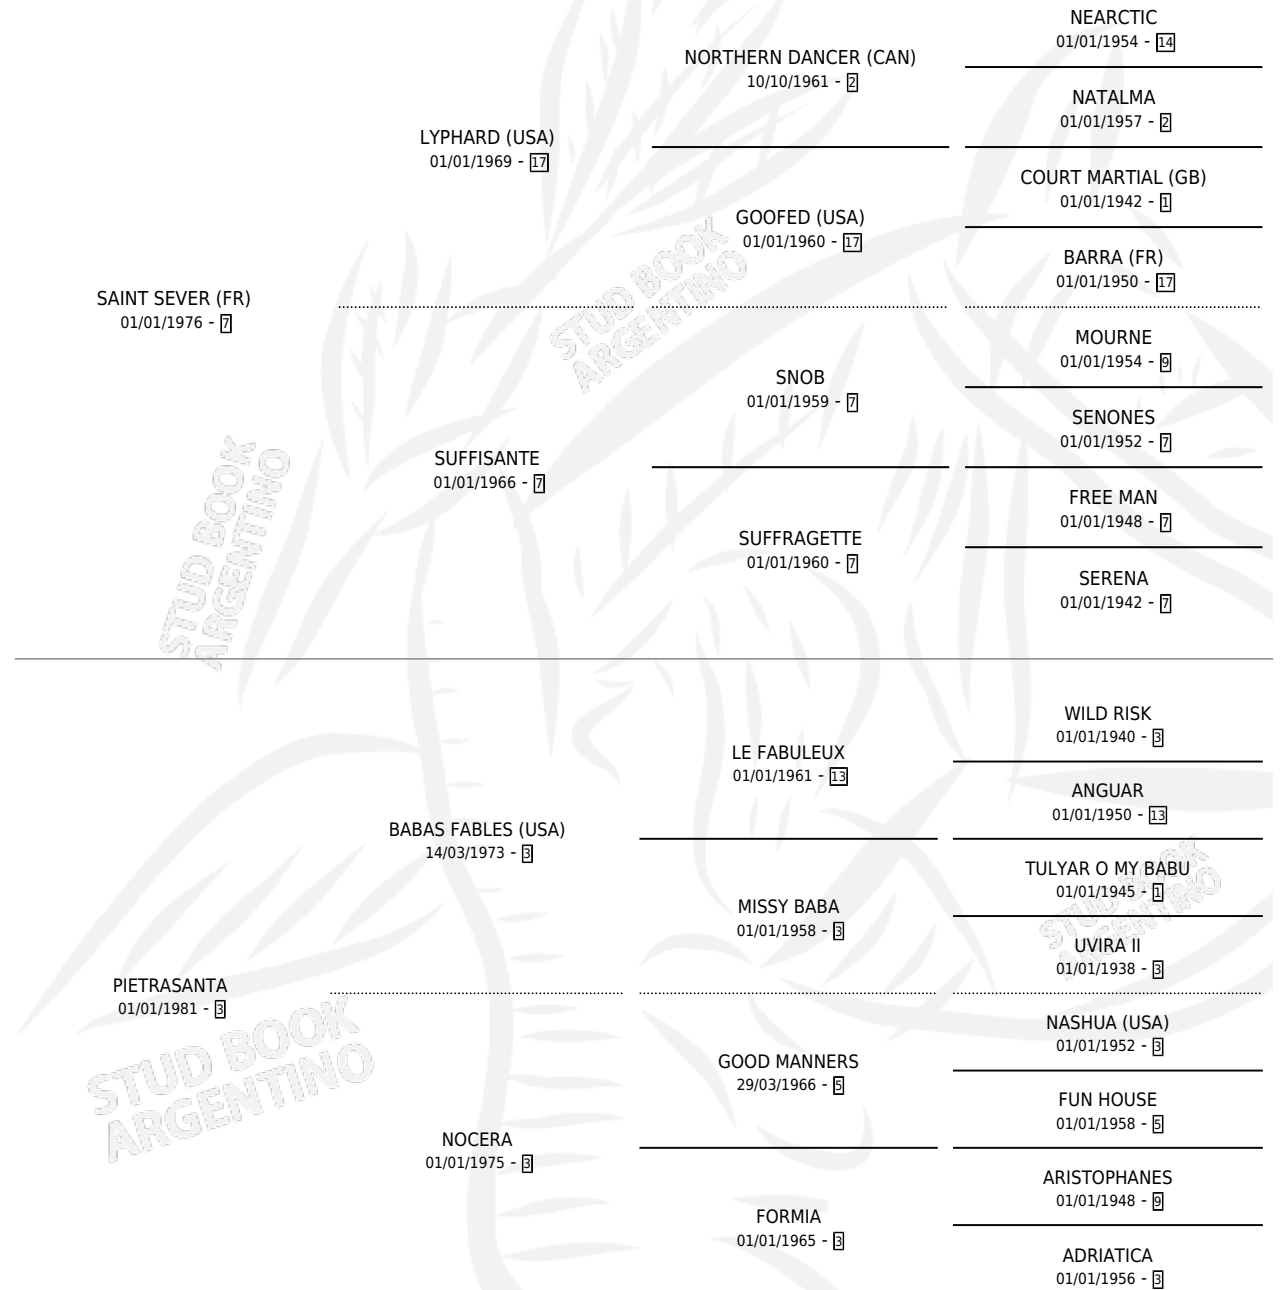 NEARCTIC
01/01/1954 - 14
NORTHERN DANCER (CAN)
10/10/1961 - 2
NATALMA
01/01/1957 - 2
LYPHARD (USA)
01/01/1969 - 17
COURT MARTIAL (GB)
01/01/1942 - 1
GOOFED (USA)
01/01/1960 - 17
BARRA (FR)
01/01/1950 - 17
SAINT SEVER (FR)
01/01/1976 - 7
STUD BOOK
ARGENTINO
MOURNE
01/01/1954 - 9
SNOB
01/01/1959 - 7
SENONES
01/01/1952 - 7
SUFFISANTE
01/01/1966 - 7
FREE MAN
01/01/1948 - 7
SUFFRAGETTE
01/01/1960 - 7
SERENA
01/01/1942 - 7
STUD BOOK
ARGENTINO
WILD RISK
01/01/1940 - 3
LE FABULEUX
01/01/1961 - 13
ANGUAR
01/01/1950 - 13
BABAS FABLES (USA)
14/03/1973 - 3
TULYAR O MY BABU
01/01/1945 - 1
MISSY BABA
01/01/1958 - 3
UVIRA II
01/01/1938 - 3
STUD BOOK
ARGENTINO
PIETRASANTA
01/01/1981 - 3
NASHUA (USA)
01/01/1952 - 3
GOOD MANNERS
29/03/1966 - 5
FUN HOUSE
01/01/1958 - 5
STUD BOOK
ARGENTINO
NOCERA
01/01/1975 - 3
ARISTOPHANES
01/01/1948 - 9
FORMIA
01/01/1965 - 3
ADRIATICA
01/01/1956 - 3